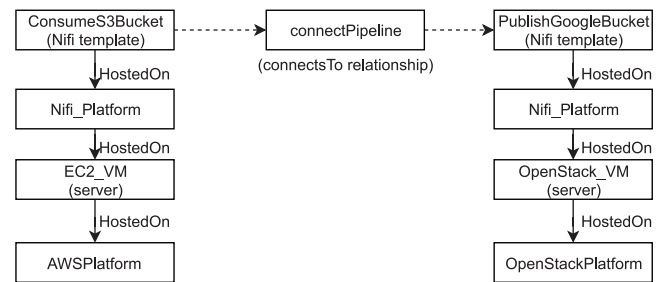 ConsumeS3Bucket
(Nifi template)
connectPipeline
(connectsTo relationship)
PublishGoogleBucket
(Nifi template)
HostedOn
HostedOn
Nifi_Platform
Nifi_Platform
HostedOn
HostedOn
EC2_VM
(server)
OpenStack_VM
(server)
HostedOn
HostedOn
AWSPlatform
OpenStackPlatform